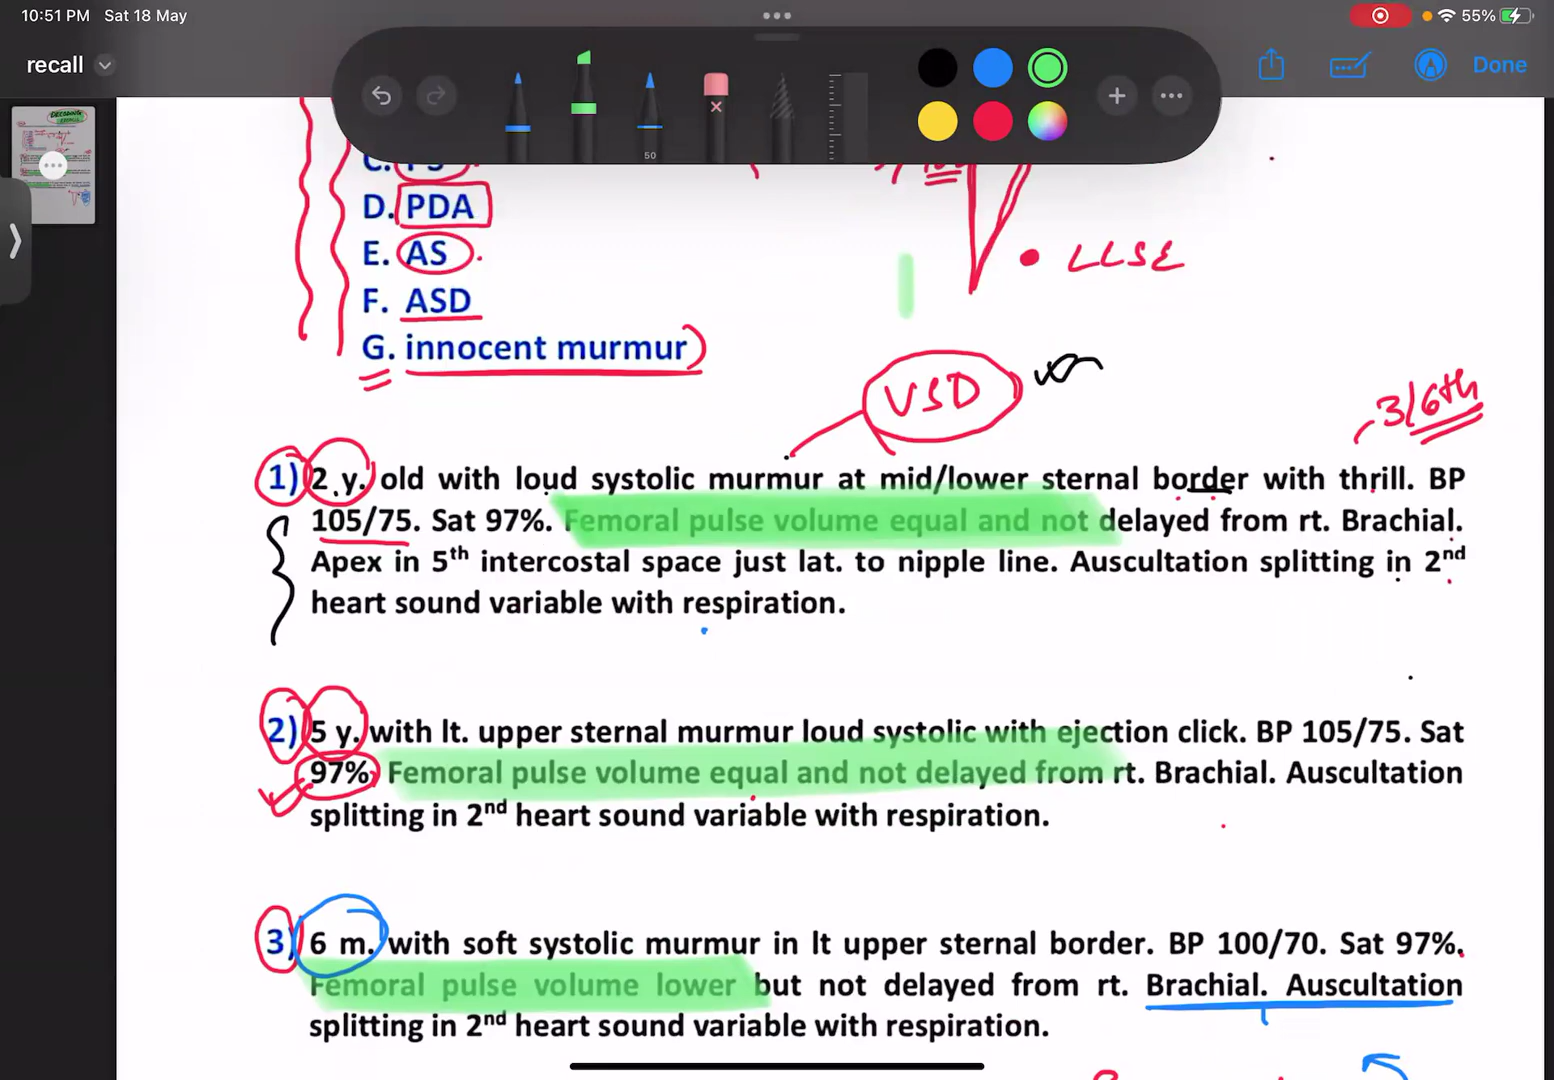 10:51 PM Sat 18 May
55%
recall
Done
50
D. PDA
E. AS
F. ASD
G. innocent murmur
LLSE
VSD
3/6th
1) 2 y. old with loud systolic murmur at mid/lower sternal border with thrill. BP
105/75. Sat 97%. Femoral pulse volume equal and not delayed from rt. Brachial.
Apex in 5th intercostal space just lat. to nipple line. Auscultation splitting in 2nd
heart sound variable with respiration.
2) 5 y. with lt. upper sternal murmur loud systolic with ejection click. BP 105/75. Sat
97%. Femoral pulse volume equal and not delayed from rt. Brachial. Auscultation
splitting in 2nd heart sound variable with respiration.
3) 6 m. with soft systolic murmur in lt upper sternal border. BP 100/70. Sat 97%.
Femoral pulse volume lower but not delayed from rt. Brachial. Auscultation
splitting in 2nd heart sound variable with respiration.